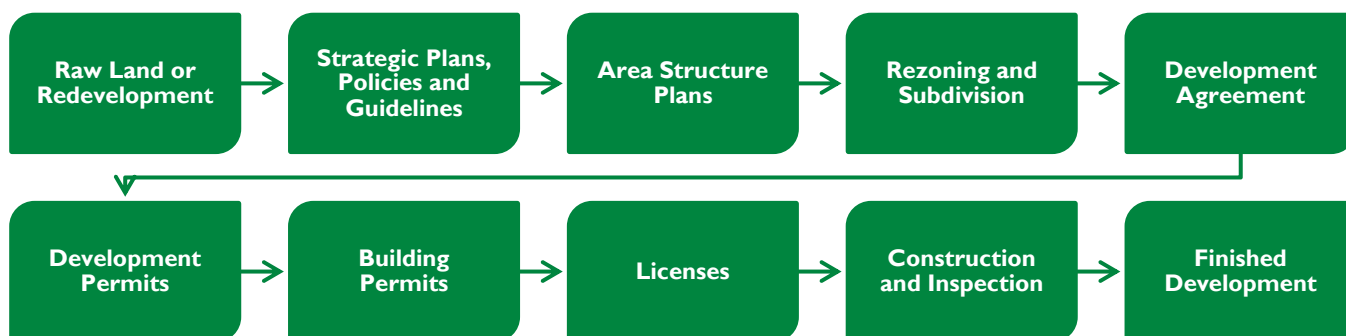 Raw Land or
Redevelopment
Strategic Plans,
Policies and
Guidelines
Area Structure
Plans
Rezoning and
Subdivision
Development
Agreement
Development
Permits
Building
Permits
Licenses
Construction
and Inspection
Finished
Development